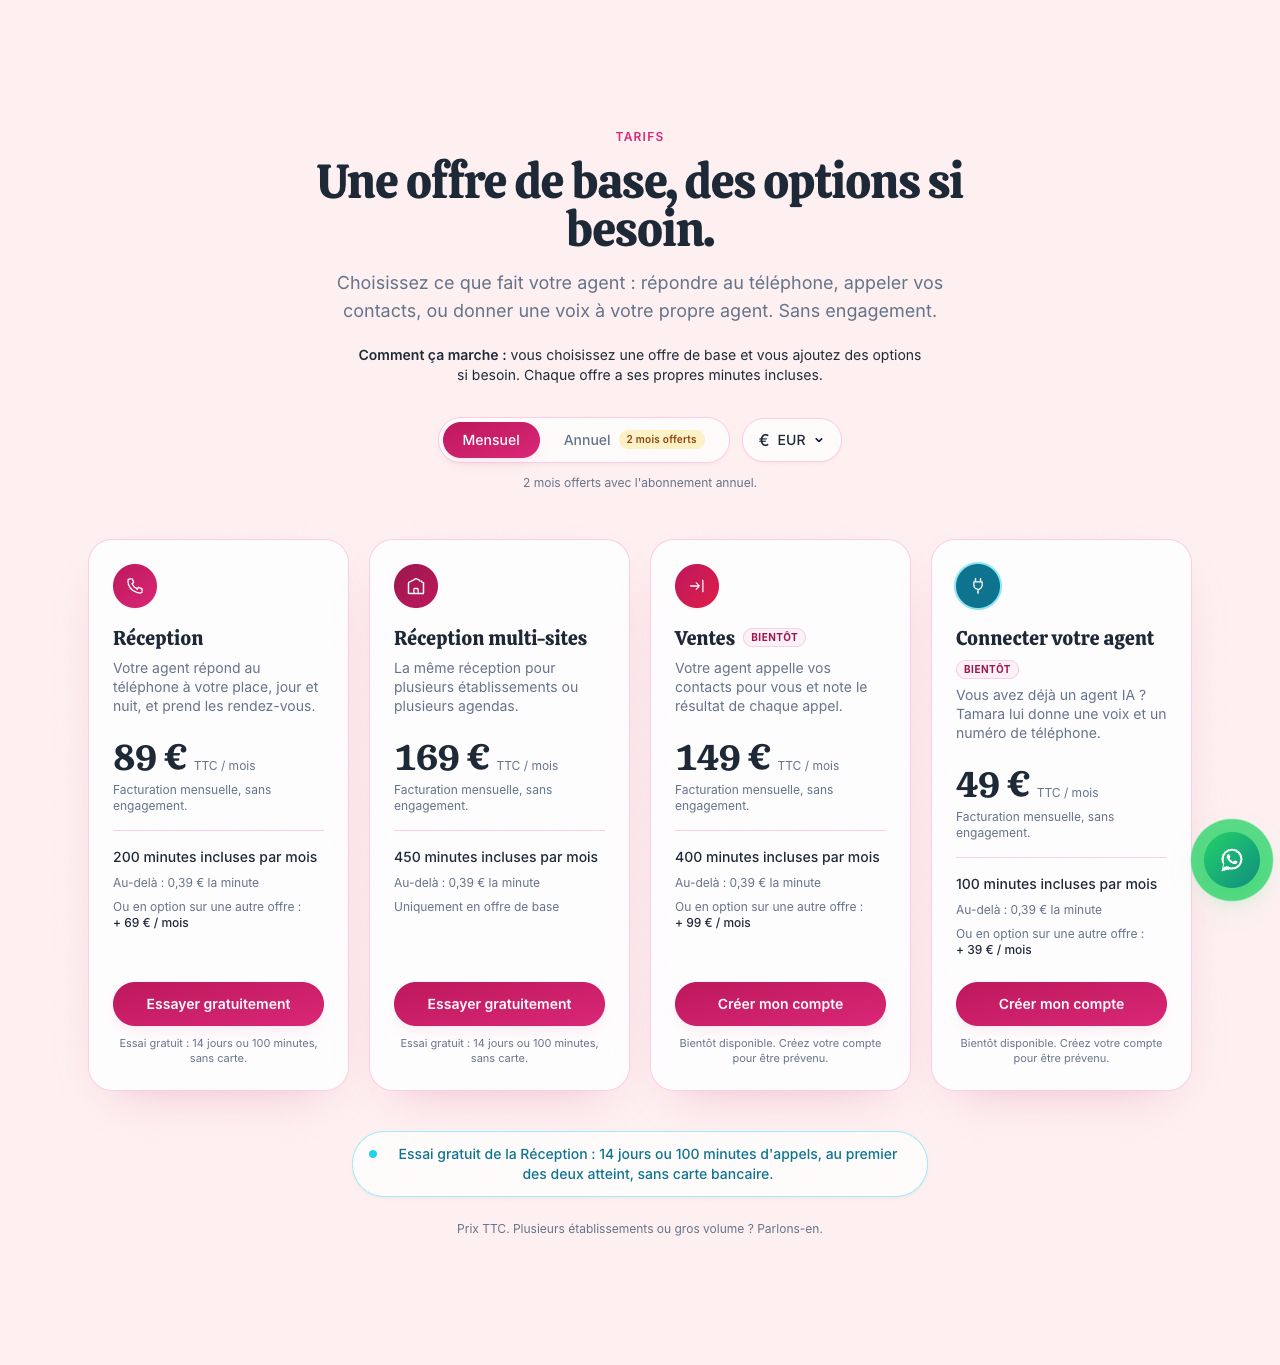 TARIFS
Une offre de base, des options si
besoin.
Choisissez ce que fait votre agent : répondre au téléphone, appeler vos
contacts, ou donner une voix à votre propre agent. Sans engagement.
Comment ça marche : vous choisissez une offre de base et vous ajoutez des options
si besoin. Chaque offre a ses propres minutes incluses.
Mensuel
Annuel 2 mois offerts
€ EUR
2 mois offerts avec l'abonnement annuel.
Réception
Votre agent répond au
téléphone à votre place, jour et
nuit, et prend les rendez-vous.
89 € TTC / mois
Facturation mensuelle, sans
engagement.
200 minutes incluses par mois
Au-delà : 0,39 € la minute
Ou en option sur une autre offre :
+ 69 € / mois
Essayer gratuitement
Essai gratuit : 14 jours ou 100 minutes,
sans carte.
Réception multi-sites
La même réception pour
plusieurs établissements ou
plusieurs agendas.
169 € TTC / mois
Facturation mensuelle, sans
engagement.
450 minutes incluses par mois
Au-delà : 0,39 € la minute
Uniquement en offre de base
Essayer gratuitement
Essai gratuit : 14 jours ou 100 minutes,
sans carte.
Ventes BIENTÔT
Votre agent appelle vos
contacts pour vous et note le
résultat de chaque appel.
149 € TTC / mois
Facturation mensuelle, sans
engagement.
400 minutes incluses par mois
Au-delà : 0,39 € la minute
Ou en option sur une autre offre :
+ 99 € / mois
Créer mon compte
Bientôt disponible. Créez votre compte
pour être prévenu.
Connecter votre agent
BIENTÔT
Vous avez déjà un agent IA ?
Tamara lui donne une voix et un
numéro de téléphone.
49 € TTC / mois
Facturation mensuelle, sans
engagement.
100 minutes incluses par mois
Au-delà : 0,39 € la minute
Ou en option sur une autre offre :
+ 39 € / mois
Créer mon compte
Bientôt disponible. Créez votre compte
pour être prévenu.
Essai gratuit de la Réception : 14 jours ou 100 minutes d'appels, au premier
des deux atteint, sans carte bancaire.
Prix TTC. Plusieurs établissements ou gros volume ? Parlons-en.